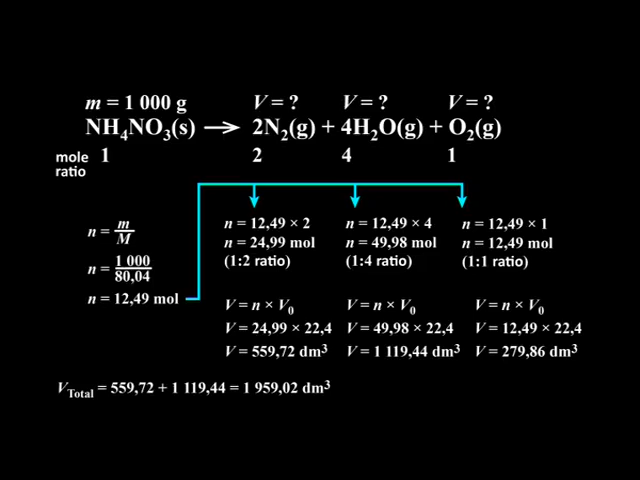 m = 1 000 g V = ? V = ? V = ?
NH₄NO₃(s) → 2N₂(g) + 4H₂O(g) + O₂(g)
mole ratio 1 2 4 1
n = m/M
n = 1 000/80,04
n = 12,49 mol
n = 12,49 × 2
n = 24,99 mol
(1:2 ratio)
n = 12,49 × 4
n = 49,98 mol
(1:4 ratio)
n = 12,49 × 1
n = 12,49 mol
(1:1 ratio)
V = n × V₀
V = 24,99 × 22,4
V = 559,72 dm³
V = n × V₀
V = 49,98 × 22,4
V = 1 119,44 dm³
V = n × V₀
V = 12,49 × 22,4
V = 279,86 dm³
V_Total = 559,72 + 1 119,44 = 1 959,02 dm³